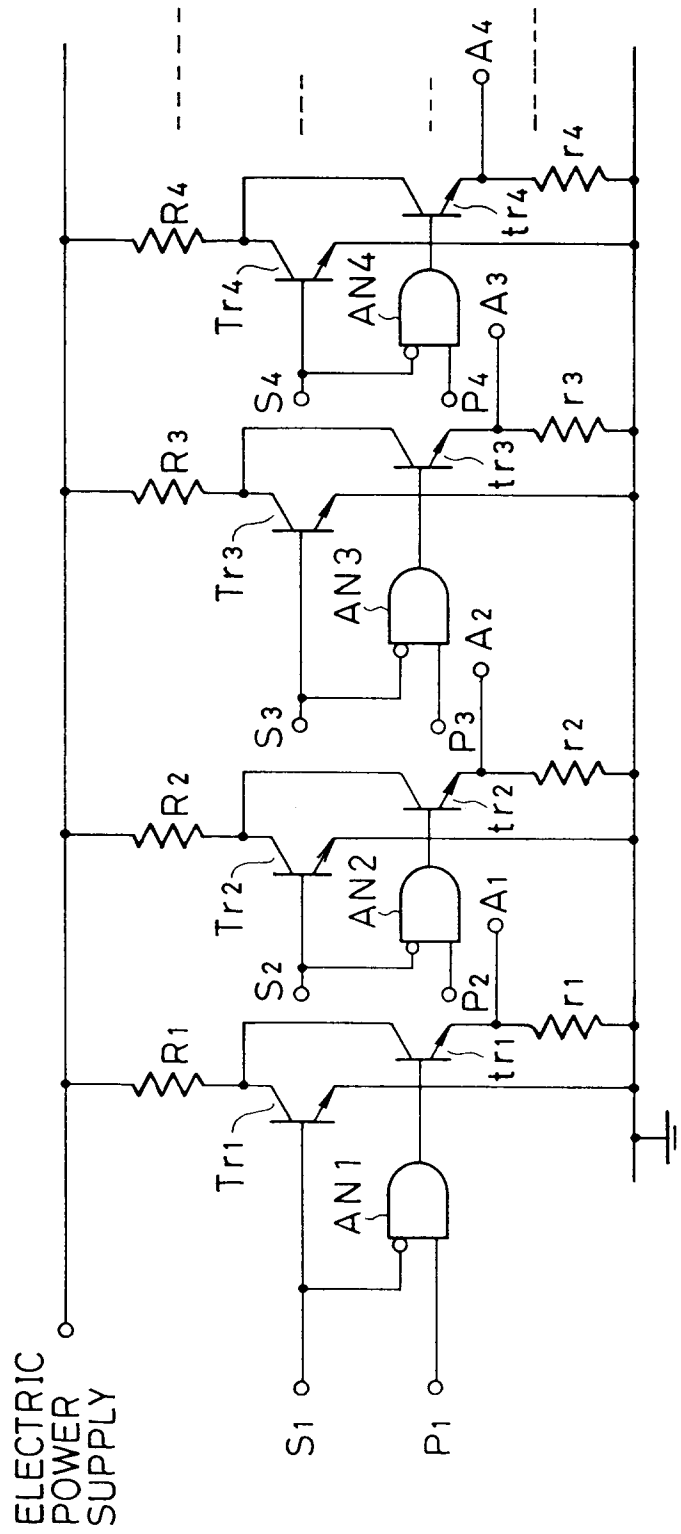 ELECTRIC
POWER
SUPPLY
R1
R2
R3
R4
Tr1
Tr2
Tr3
Tr4
S1
S2
S3
S4
AN1
AN2
AN3
AN4
P1
P2
P3
P4
tr1
tr2
tr3
tr4
A1
A2
A3
A4
r1
r2
r3
r4